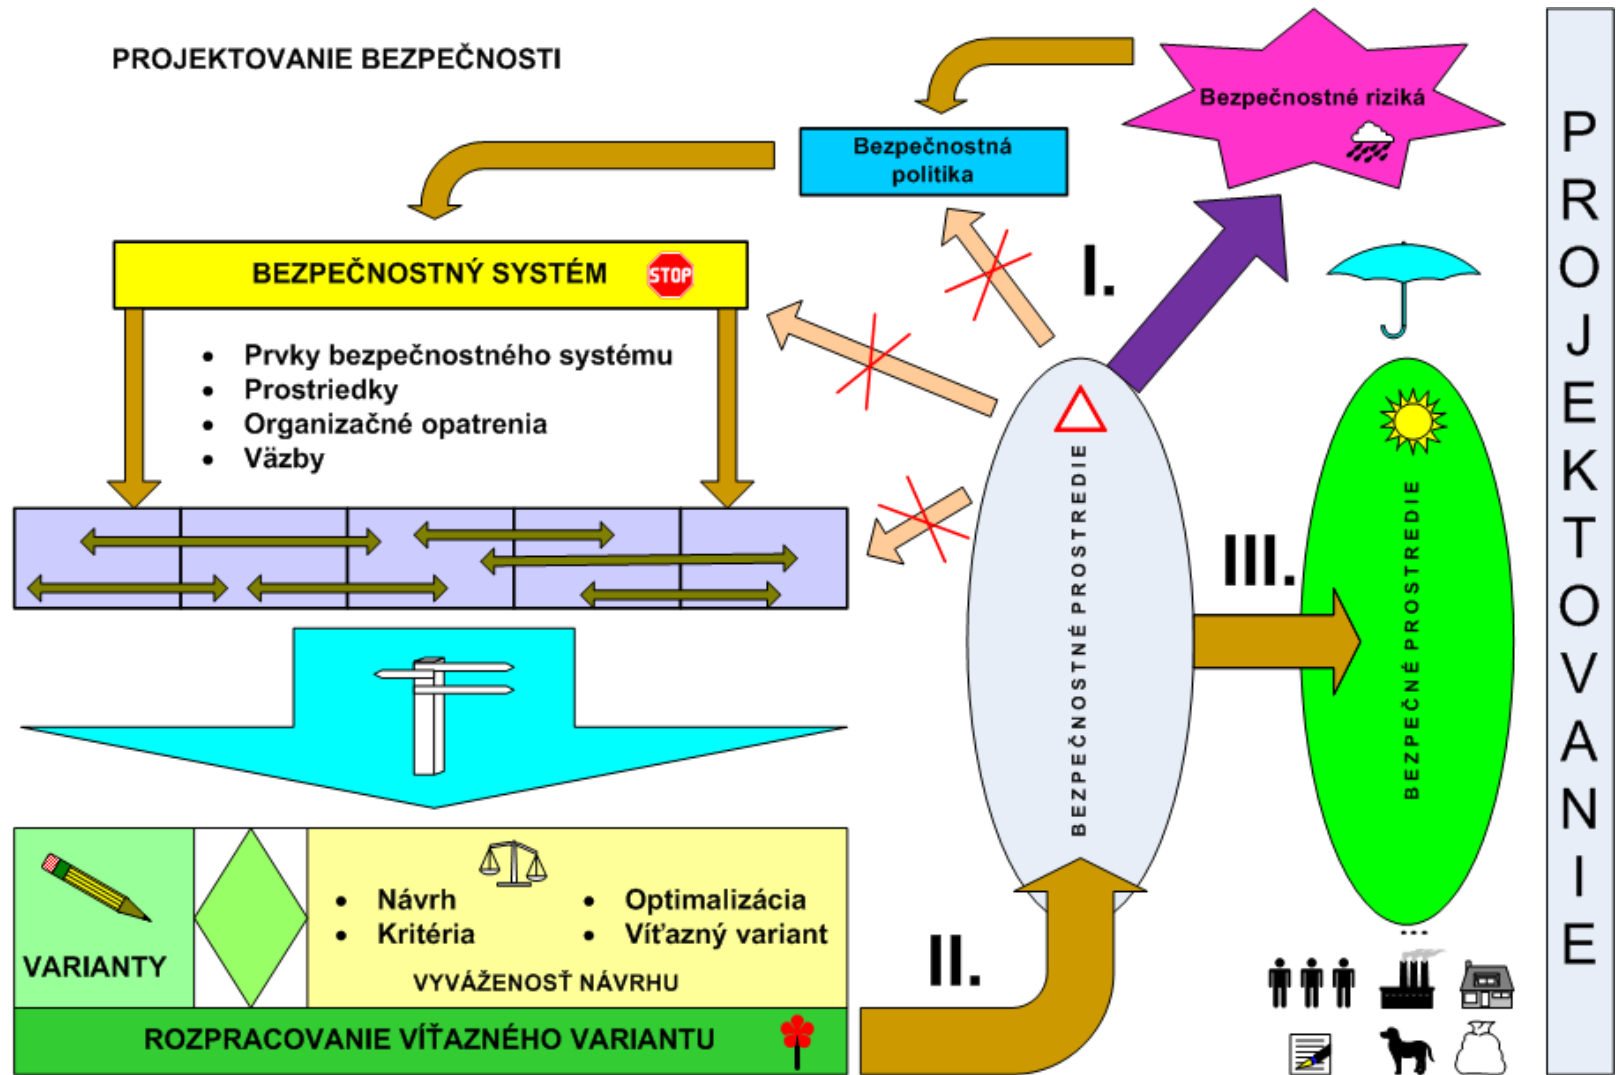 PROJEKTOVANIE BEZPEČNOSTI
Bezpečnostné riziká
Bezpečnostná
politika
BEZPEČNOSTNÝ SYSTÉM
STOP
• Prvky bezpečnostného systému
• Prostriedky
• Organizačné opatrenia
• Väzby
I.
II.
III.
BEZPEČNOSTNÉ PROSTREDIE
BEZPEČNÉ PROSTREDIE
...
VARIANTY
• Návrh
• Kritéria
• Optimalizácia
• Víťazný variant
VYVÁŽENOSŤ NÁVRHU
ROZPRACOVANIE VÍŤAZNÉHO VARIANTU
PROJEKTOVANIE